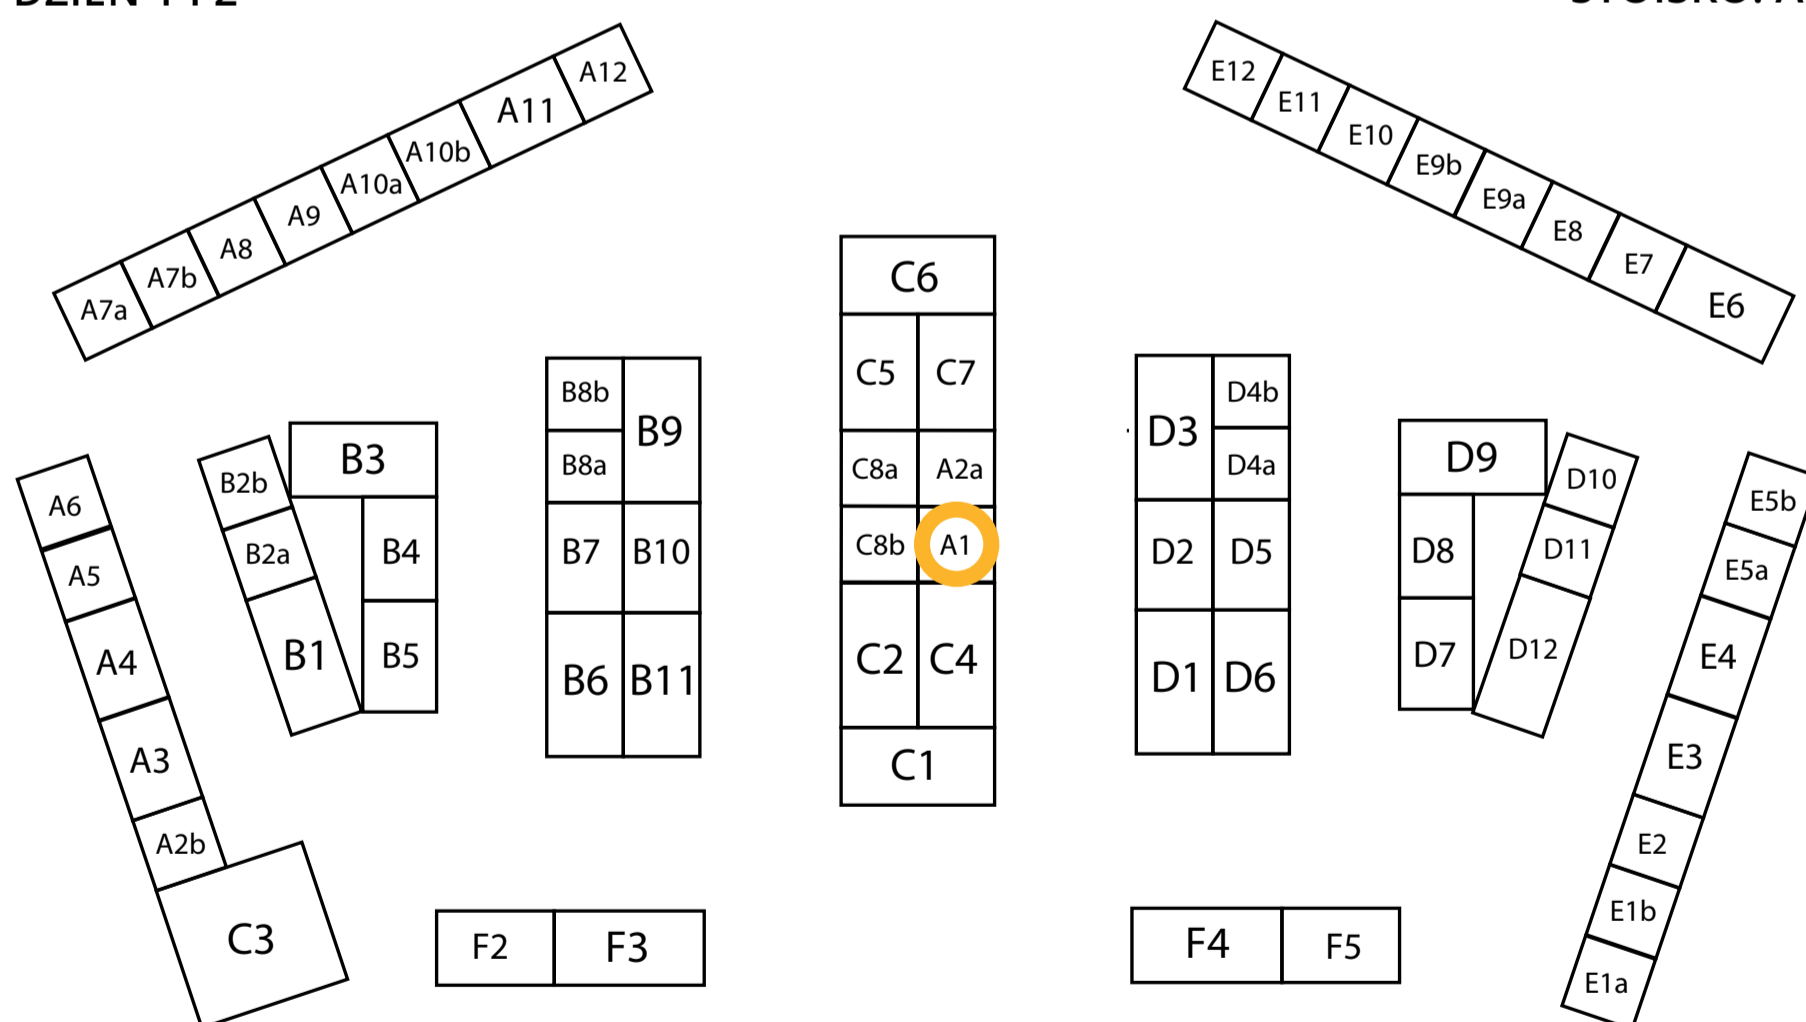 A12
A11
A10b
A10a
A9
A8
A7b
A7a
E12
E11
E10
E9b
E9a
E8
E7
E6
C6
C5 C7
C8a A2a
C8b A1
C2 C4
C1
A6
A5
A4
A3
A2b
C3
B2b
B2a
B1
B3
B4
B5
B8b
B8a
B9
B7 B10
B6 B11
D3
D4b
D4a
D2 D5
D1 D6
D9
D8
D7
D10
D11
D12
E5b
E5a
E4
E3
E2
E1b
E1a
F2 F3
F4 F5